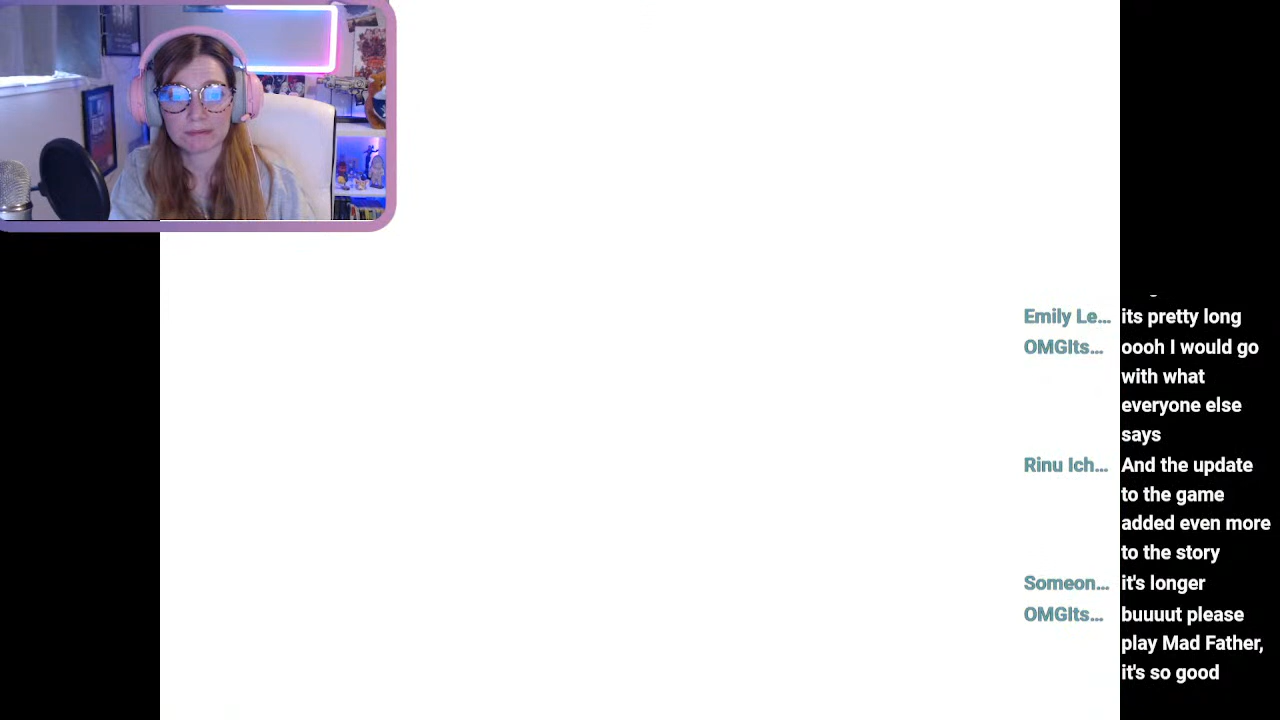 Emily Le… its pretty long
OMGIts… oooh I would go
with what
everyone else
says
Rinu Ich… And the update
to the game
added even more
to the story
Someon… it's longer
OMGIts… buuuut please
play Mad Father,
it's so good